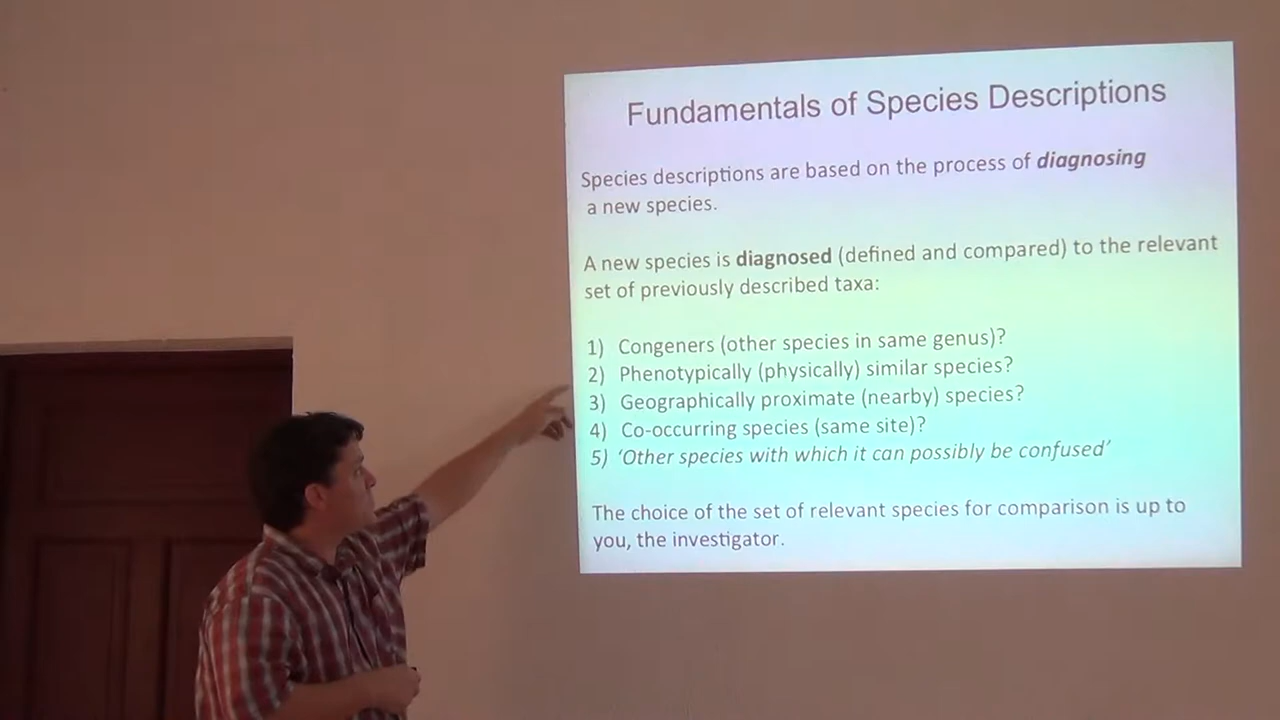 Fundamentals of Species Descriptions
Species descriptions are based on the process of diagnosing
a new species.
A new species is diagnosed (defined and compared) to the relevant
set of previously described taxa:
1) Congeners (other species in same genus)?
2) Phenotypically (physically) similar species?
3) Geographically proximate (nearby) species?
4) Co-occurring species (same site)?
5) ‘Other species with which it can possibly be confused’
The choice of the set of relevant species for comparison is up to
you, the investigator.